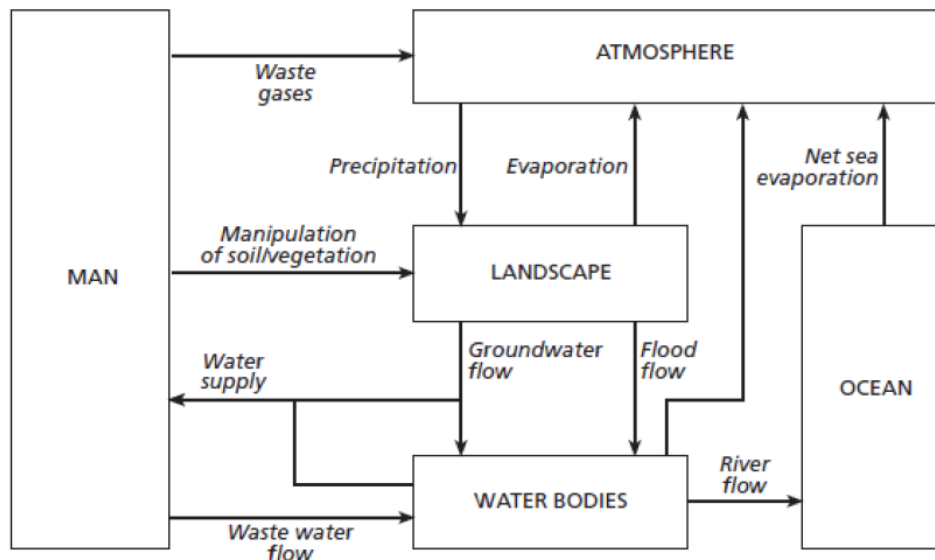 ATMOSPHERE
Waste
gases
Precipitation
Evaporation
Net sea
evaporation
Manipulation
of soil/vegetation
MAN
LANDSCAPE
Water
supply
Groundwater
flow
Flood
flow
OCEAN
WATER BODIES
River
flow
Waste water
flow